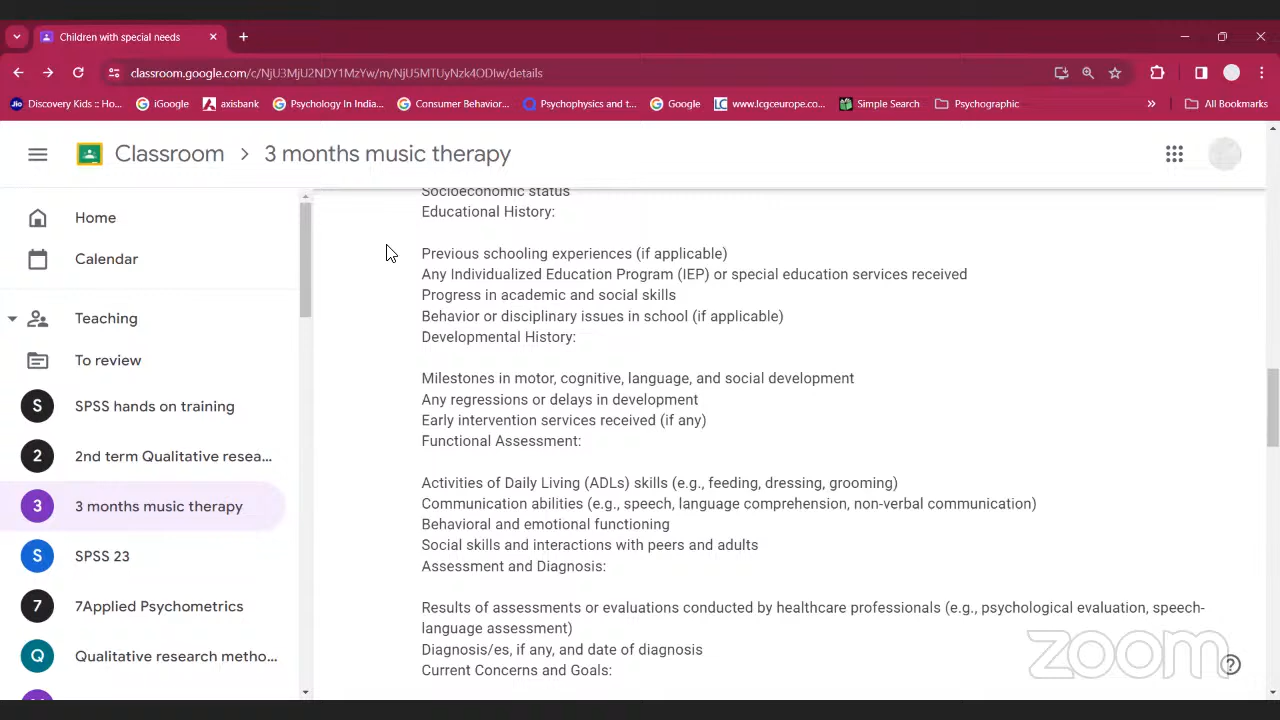 Children with special needs
classroom.google.com/c/NjU3MjU2NDY1MzYw/m/NjU5MTUyNzk4ODIw/details
Jio Discovery Kids :: Ho... iGoogle axisbank Psychology In India... Consumer Behavior... Psychophysics and t... Google LC www.lcgceurope.co... Simple Search Psychographic » All Bookmarks
Classroom > 3 months music therapy
Home
Calendar
Teaching
To review
S SPSS hands on training
2 2nd term Qualitative resea...
3 3 months music therapy
S SPSS 23
7 7Applied Psychometrics
Q Qualitative research metho...
Socioeconomic status
Educational History:
Previous schooling experiences (if applicable)
Any Individualized Education Program (IEP) or special education services received
Progress in academic and social skills
Behavior or disciplinary issues in school (if applicable)
Developmental History:
Milestones in motor, cognitive, language, and social development
Any regressions or delays in development
Early intervention services received (if any)
Functional Assessment:
Activities of Daily Living (ADLs) skills (e.g., feeding, dressing, grooming)
Communication abilities (e.g., speech, language comprehension, non-verbal communication)
Behavioral and emotional functioning
Social skills and interactions with peers and adults
Assessment and Diagnosis:
Results of assessments or evaluations conducted by healthcare professionals (e.g., psychological evaluation, speech-
language assessment)
Diagnosis/es, if any, and date of diagnosis
Current Concerns and Goals:
zoom